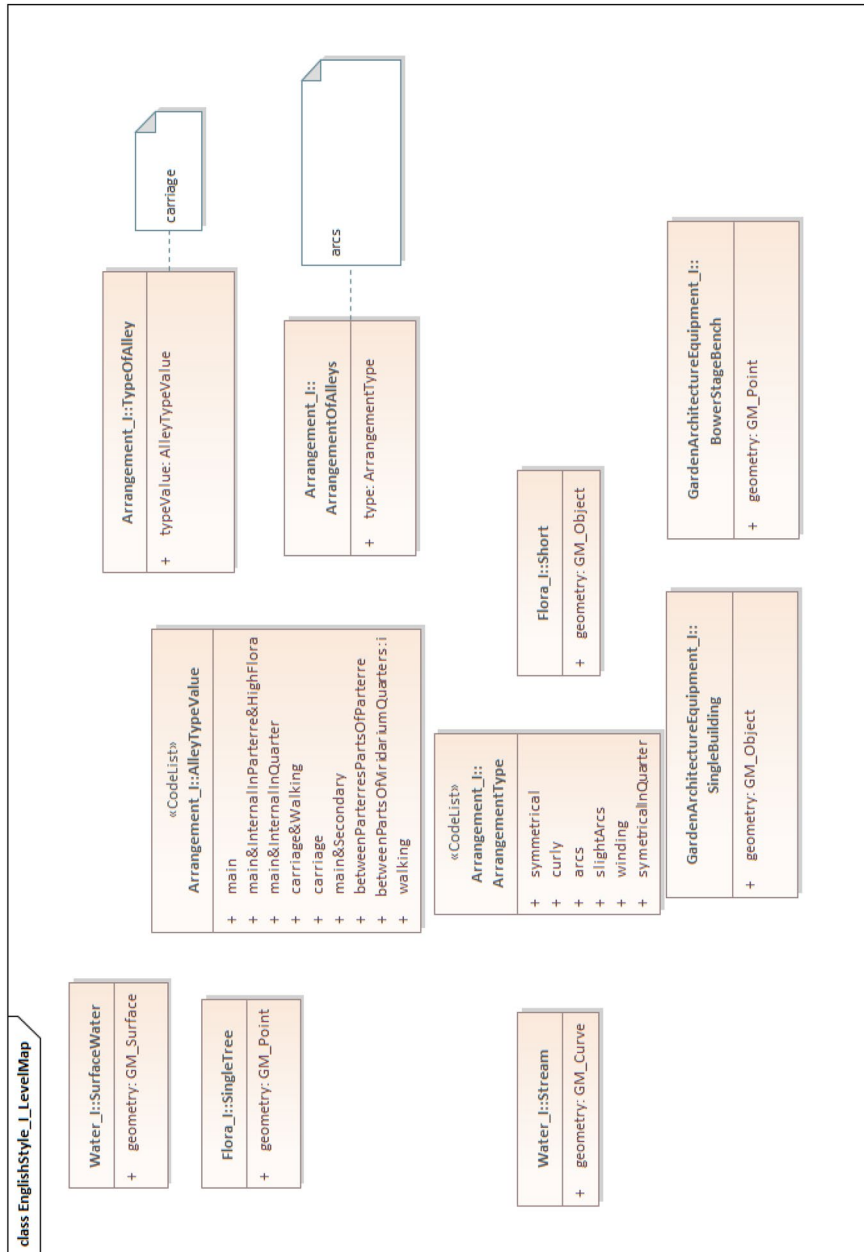 class EnglishStyle_I_LevelMap
Water_I::SurfaceWater
+ geometry: GM_Surface
Flora_I::SingleTree
+ geometry: GM_Point
Water_I::Stream
+ geometry: GM_Curve
«CodeList»
Arrangement_I::AlleyTypeValue
+ main
+ main&InternalInParterre&HighFlora
+ main&InternalInQuarter
+ carriage&Walking
+ carriage
+ main&Secondary
+ betweenParterresPartsOfParterre
+ betweenPartsOfViridariumQuarters:i
+ walking
«CodeList»
Arrangement_I::
ArrangementType
+ symmetrical
+ curly
+ arcs
+ slightArcs
+ winding
+ symetricalInQuarter
Flora_I::Short
+ geometry: GM_Object
GardenArchitectureEquipment_I::
SingleBuilding
+ geometry: GM_Object
Arrangement_I::TypeOfAlley
+ typeValue: AlleyTypeValue
carriage
Arrangement_I::
ArrangementOfAlleys
+ type: ArrangementType
arcs
GardenArchitectureEquipment_I::
BowerStageBench
+ geometry: GM_Point